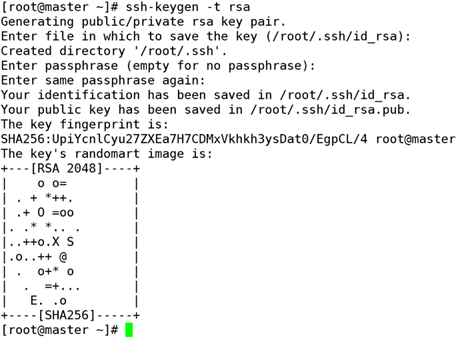 [root@master ~]# ssh-keygen -t rsa
Generating public/private rsa key pair.
Enter file in which to save the key (/root/.ssh/id_rsa):
Created directory '/root/.ssh'.
Enter passphrase (empty for no passphrase):
Enter same passphrase again:
Your identification has been saved in /root/.ssh/id_rsa.
Your public key has been saved in /root/.ssh/id_rsa.pub.
The key fingerprint is:
SHA256:UpiYcnlCyu27ZXEa7H7CDMxVkhkh3ysDat0/EgpCL/4 root@master
The key's randomart image is:
+---[RSA 2048]----+
|    o o=         |
| . + *++.        |
| .+ O =oo        |
| . .* *.. .      |
|..++o.X S        |
|.o..++ @         |
| .  o+* o        |
|  .  =+...       |
|   E. .o         |
+----[SHA256]-----+
[root@master ~]#